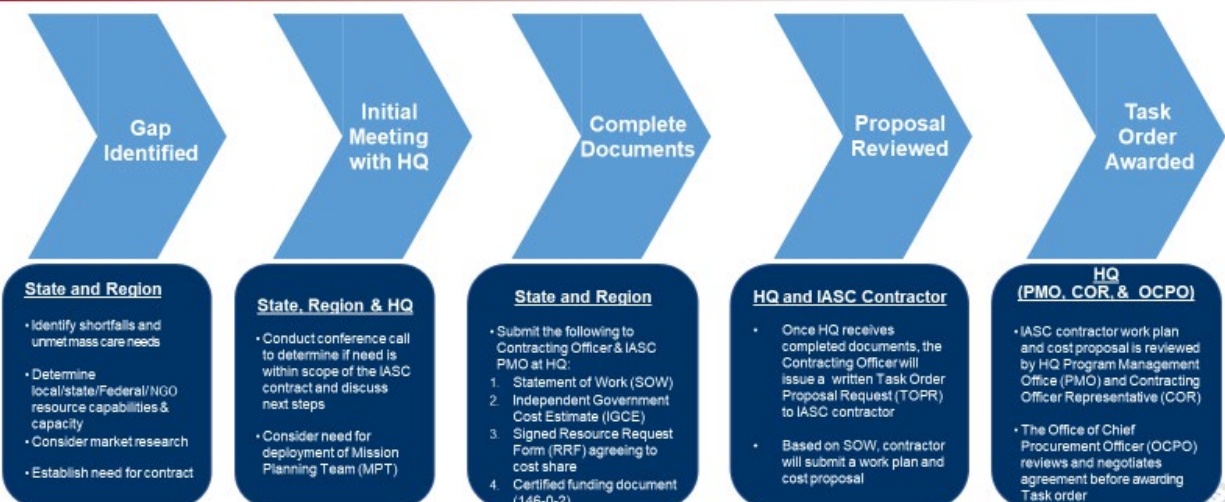 Gap
Identified
Initial
Meeting
with HQ
Complete
Documents
Proposal
Reviewed
Task
Order
Awarded
State and Region
• Identify shortfalls and
unmet mass care needs
• Determine
local/state/Federal/NGO
resource capabilities &
capacity
• Consider market research
• Establish need for contract
State, Region & HQ
• Conduct conference call
to determine if need is
within scope of the IASC
contract and discuss
next steps
• Consider need for
deployment of Mission
Planning Team (MPT)
State and Region
• Submit the following to
Contracting Officer & IASC
PMO at HQ:
1. Statement of Work (SOW)
2. Independent Government
Cost Estimate (IGCE)
3. Signed Resource Request
Form (RRF) agreeing to
cost share
4. Certified funding document
(146-0-2)
HQ and IASC Contractor
• Once HQ receives
completed documents, the
Contracting Officer will
issue a written Task Order
Proposal Request (TOPR)
to IASC contractor
• Based on SOW, contractor
will submit a work plan and
cost proposal
HQ
(PMO, COR, & OCPO)
• IASC contractor work plan
and cost proposal is reviewed
by HQ Program Management
Office (PMO) and Contracting
Officer Representative (COR)
• The Office of Chief
Procurement Officer (OCPO)
reviews and negotiates
agreement before awarding
Task order